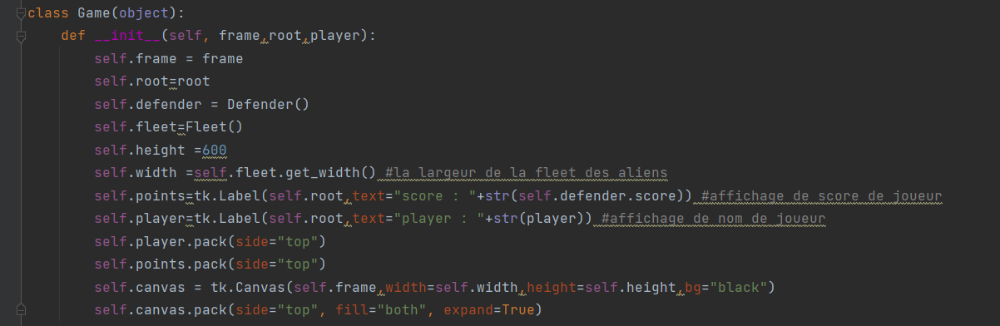 class Game(object):
    def __init__(self, frame,root,player):
        self.frame = frame
        self.root=root
        self.defender = Defender()
        self.fleet=Fleet()
        self.height =600
        self.width =self.fleet.get_width() #la largeur de la fleet des aliens
        self.points=tk.Label(self.root,text="score : "+str(self.defender.score)) #affichage de score de joueur
        self.player=tk.Label(self.root,text="player : "+str(player)) #affichage de nom de joueur
        self.player.pack(side="top")
        self.points.pack(side="top")
        self.canvas = tk.Canvas(self.frame,width=self.width,height=self.height,bg="black")
        self.canvas.pack(side="top", fill="both", expand=True)